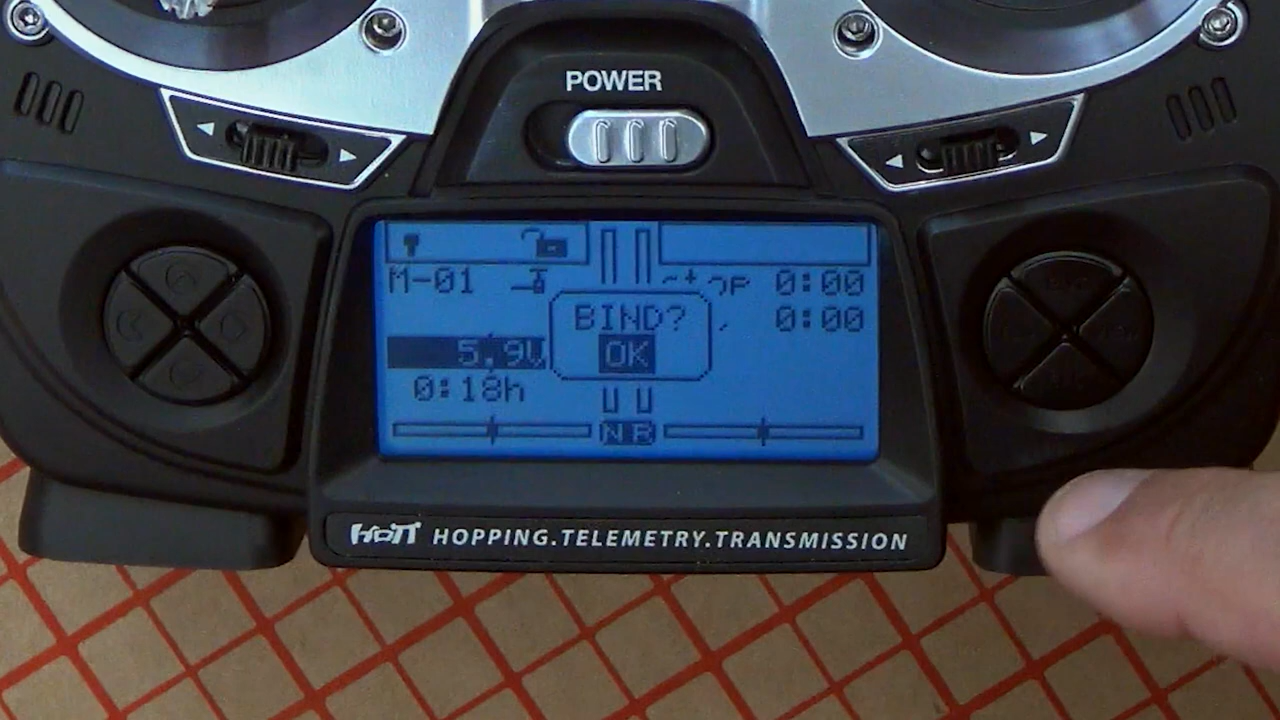 POWER
M-01
0:00
BIND?
0:00
5.9V
OK
0:18h
HoTT HOPPING.TELEMETRY.TRANSMISSION